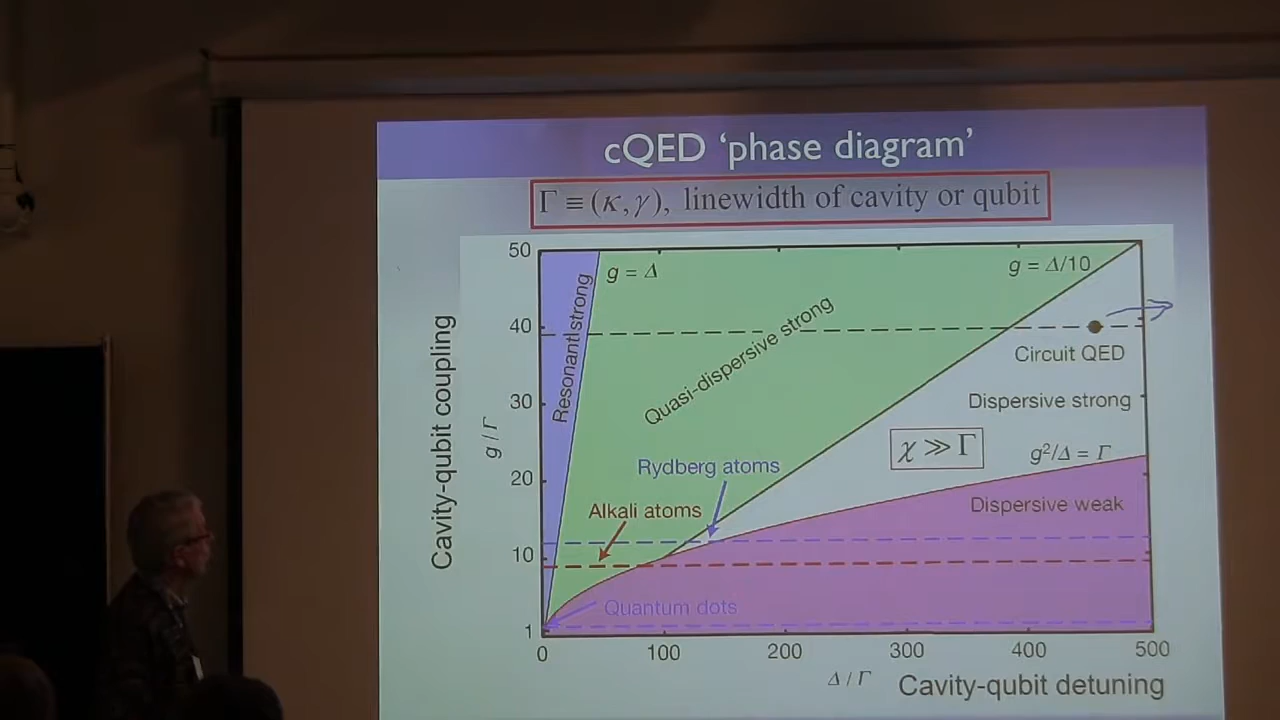 cQED ‘phase diagram’
Γ ≡ (κ,γ), linewidth of cavity or qubit
50
40
30
20
10
1
Cavity-qubit coupling
g / Γ
g = Δ
g = Δ/10
Resonant strong
Quasi-dispersive strong
Circuit QED
Dispersive strong
χ ≫ Γ
g²/Δ = Γ
Rydberg atoms
Alkali atoms
Dispersive weak
Quantum dots
0 100 200 300 400 500
Δ / Γ
Cavity-qubit detuning